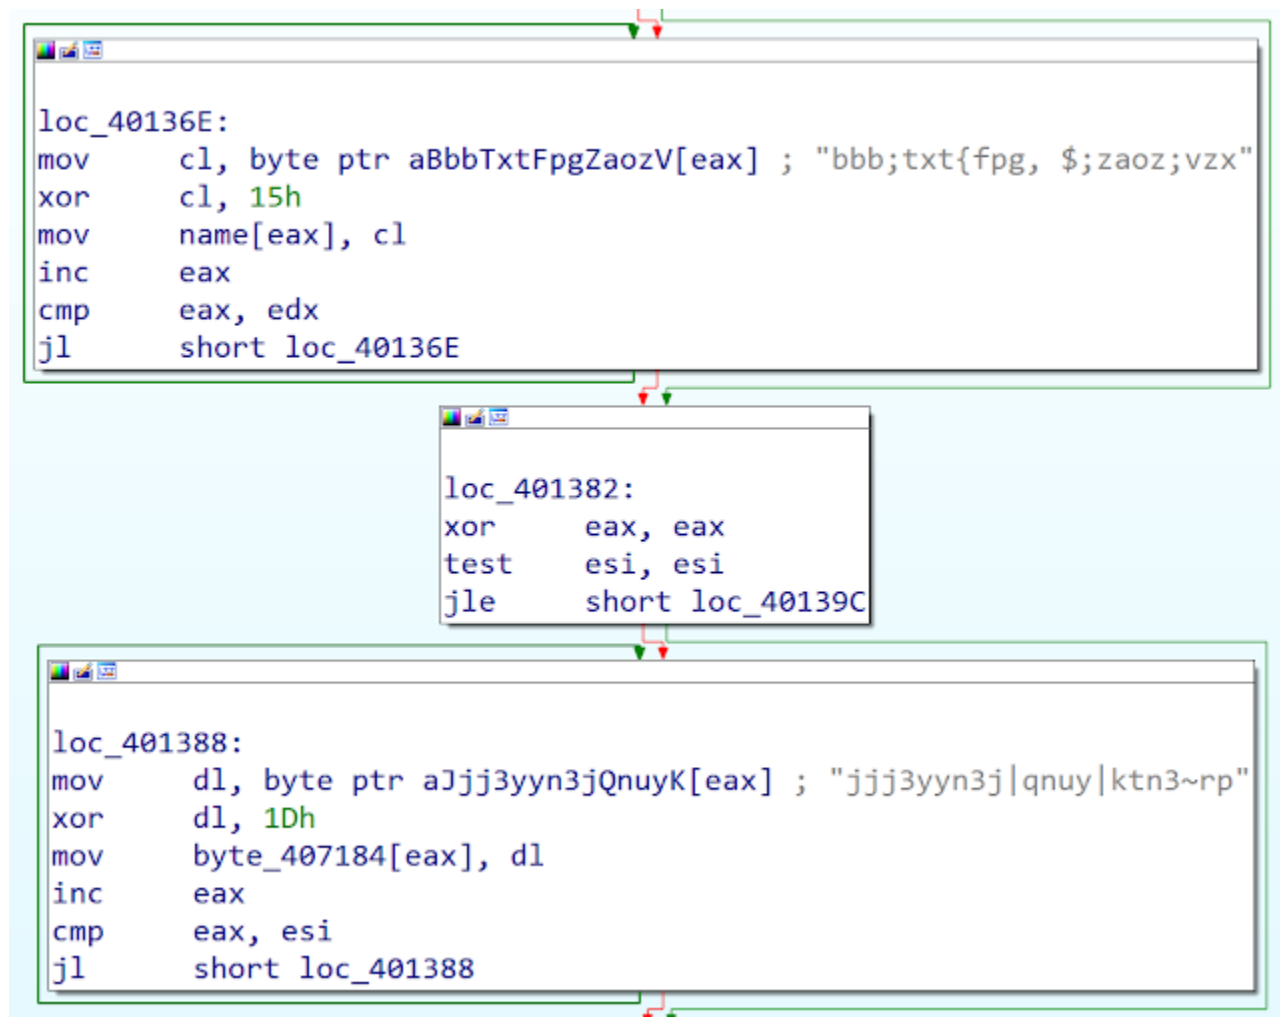 loc_40136E:
mov cl, byte ptr aBbbTxtFpgZaozV[eax] ; "bbb;txt{fpg, $;zaoz;vzx"
xor cl, 15h
mov name[eax], cl
inc eax
cmp eax, edx
jl short loc_40136E
loc_401382:
xor eax, eax
test esi, esi
jle short loc_40139C
loc_401388:
mov dl, byte ptr aJjj3yyn3jQnuyK[eax] ; "jjj3yyn3j|qnuy|ktn3~rp"
xor dl, 1Dh
mov byte_407184[eax], dl
inc eax
cmp eax, esi
jl short loc_401388